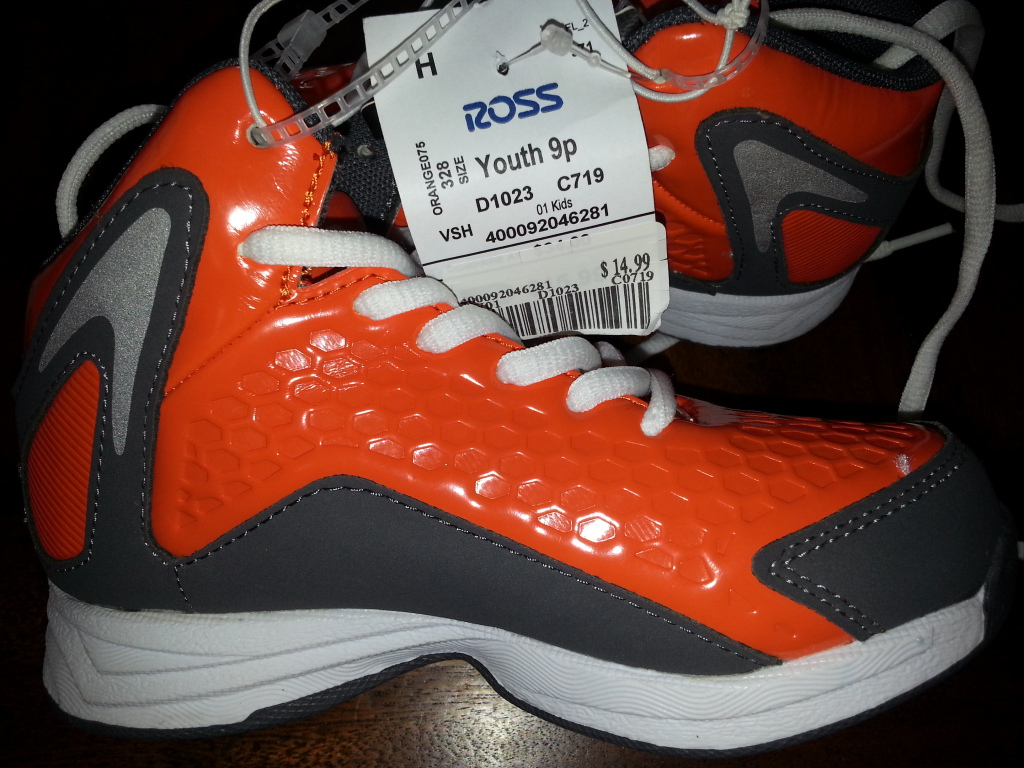 H
ROSS
ORANGE075
328
SIZE
Youth 9p
D1023 C719
01 Kids
VSH 400092046281
$ 14.99
400092046281
D1023 C0719